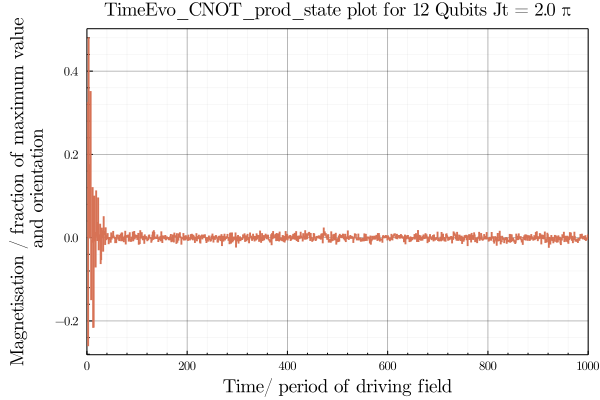 TimeEvo_CNOT_prod_state plot for 12 Qubits Jt = 2.0 π
Magnetisation / fraction of maximum value
and orientation
0.4
0.2
0.0
−0.2
0
200
400
600
800
1000
Time/ period of driving field